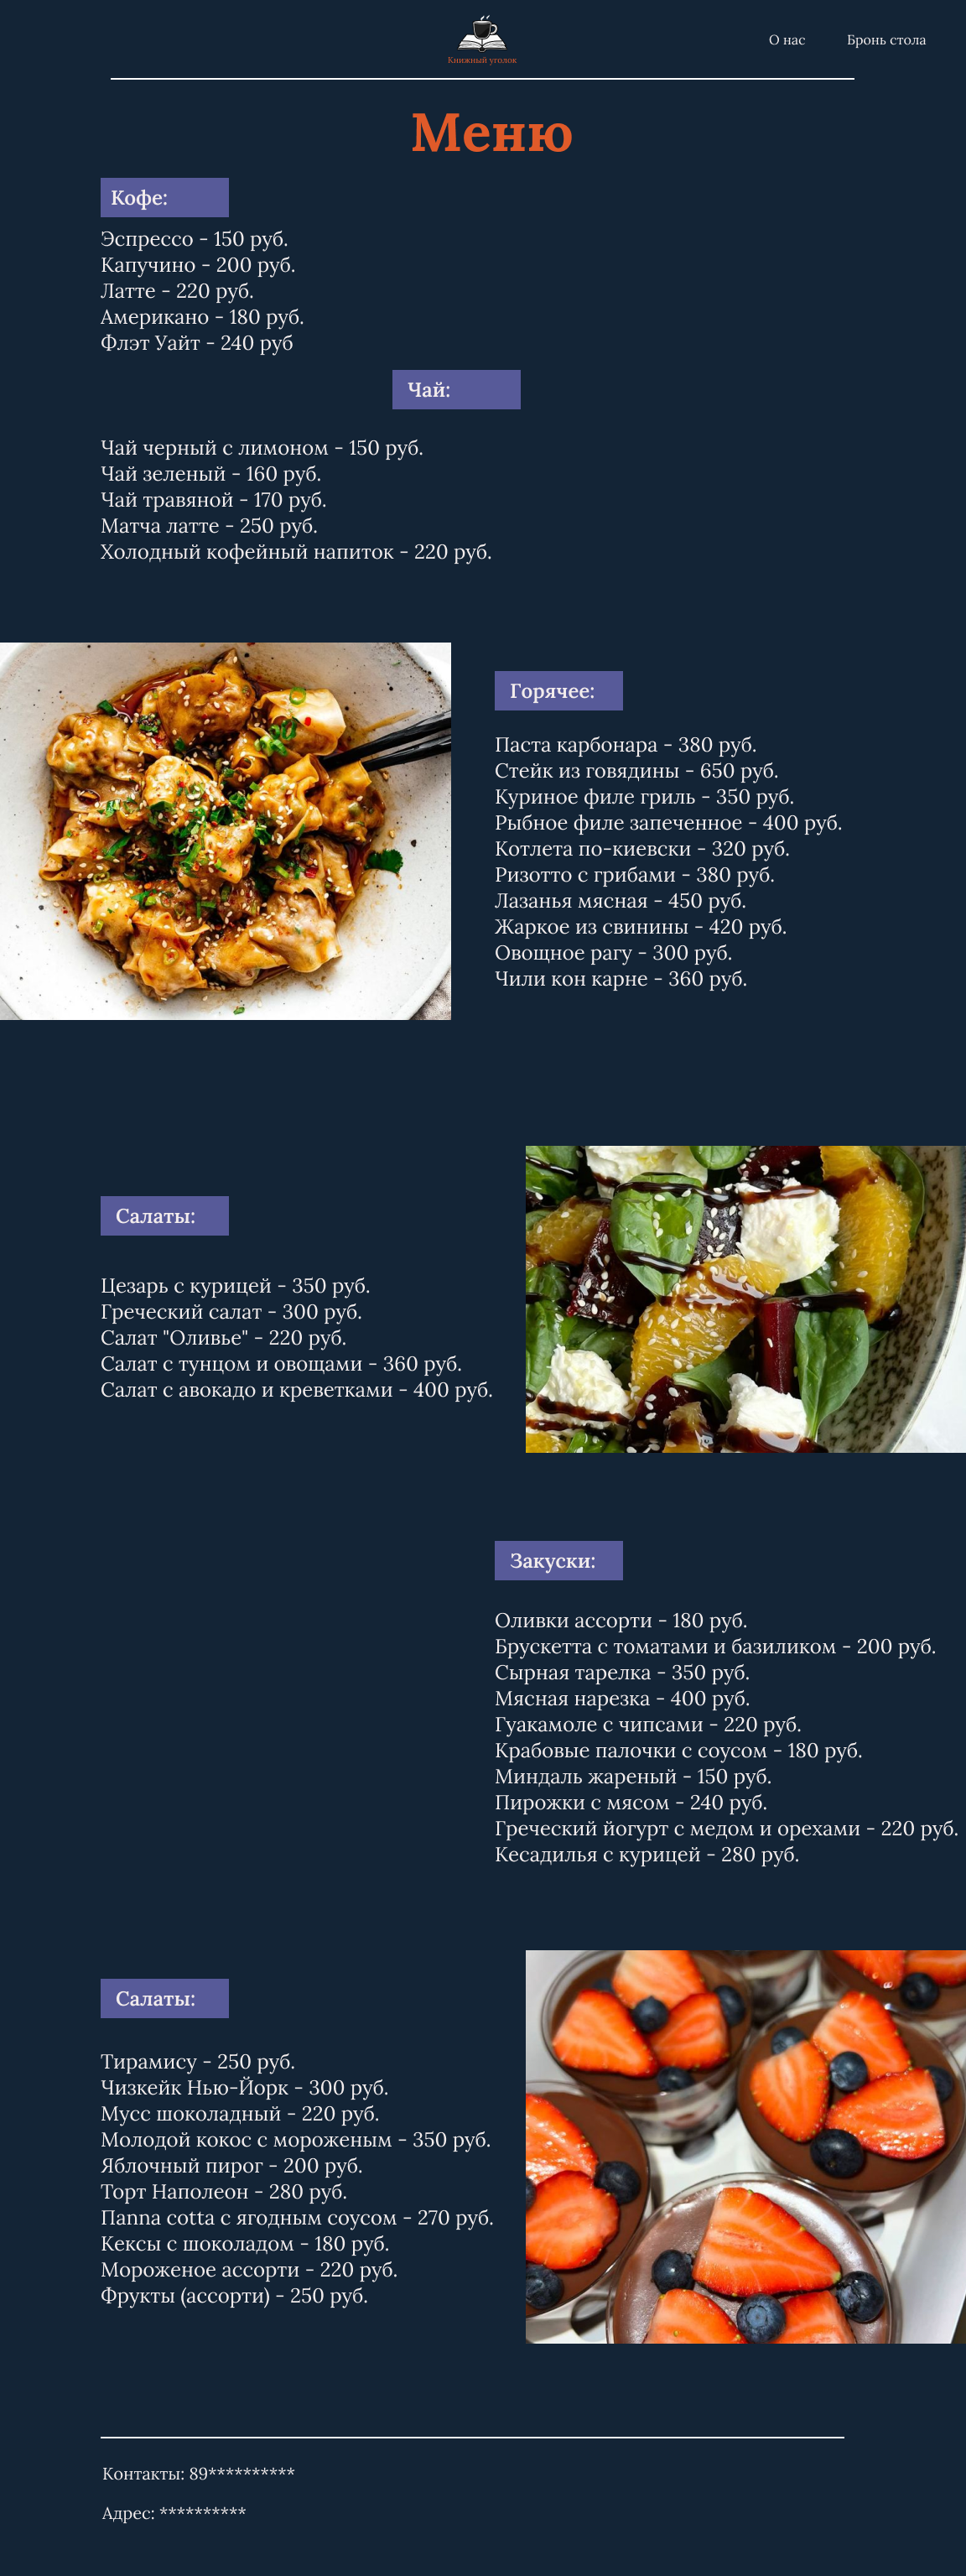 Книжный уголок
О нас
Бронь стола
Меню
Кофе:
Эспрессо - 150 руб.
Капучино - 200 руб.
Латте - 220 руб.
Американо - 180 руб.
Флэт Уайт - 240 руб
Чай:
Чай черный с лимоном - 150 руб.
Чай зеленый - 160 руб.
Чай травяной - 170 руб.
Матча латте - 250 руб.
Холодный кофейный напиток - 220 руб.
Горячее:
Паста карбонара - 380 руб.
Стейк из говядины - 650 руб.
Куриное филе гриль - 350 руб.
Рыбное филе запеченное - 400 руб.
Котлета по-киевски - 320 руб.
Ризотто с грибами - 380 руб.
Лазанья мясная - 450 руб.
Жаркое из свинины - 420 руб.
Овощное рагу - 300 руб.
Чили кон карне - 360 руб.
Салаты:
Цезарь с курицей - 350 руб.
Греческий салат - 300 руб.
Салат "Оливье" - 220 руб.
Салат с тунцом и овощами - 360 руб.
Салат с авокадо и креветками - 400 руб.
Закуски:
Оливки ассорти - 180 руб.
Брускетта с томатами и базиликом - 200 руб.
Сырная тарелка - 350 руб.
Мясная нарезка - 400 руб.
Гуакамоле с чипсами - 220 руб.
Крабовые палочки с соусом - 180 руб.
Миндаль жареный - 150 руб.
Пирожки с мясом - 240 руб.
Греческий йогурт с медом и орехами - 220 руб.
Кесадилья с курицей - 280 руб.
Салаты:
Тирамису - 250 руб.
Чизкейк Нью-Йорк - 300 руб.
Мусс шоколадный - 220 руб.
Молодой кокос с мороженым - 350 руб.
Яблочный пирог - 200 руб.
Торт Наполеон - 280 руб.
Паnna cotta с ягодным соусом - 270 руб.
Кексы с шоколадом - 180 руб.
Мороженое ассорти - 220 руб.
Фрукты (ассорти) - 250 руб.
Контакты: 89**********
Адрес: **********